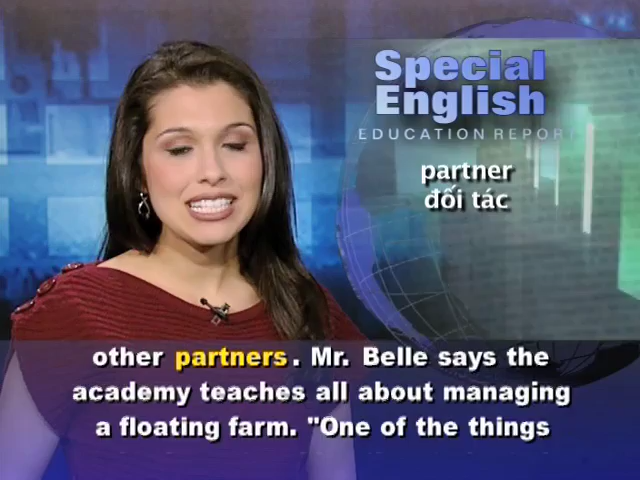 Special
English
EDUCATION REPORT
partner
đối tác
other partners. Mr. Belle says the
academy teaches all about managing
a floating farm. "One of the things